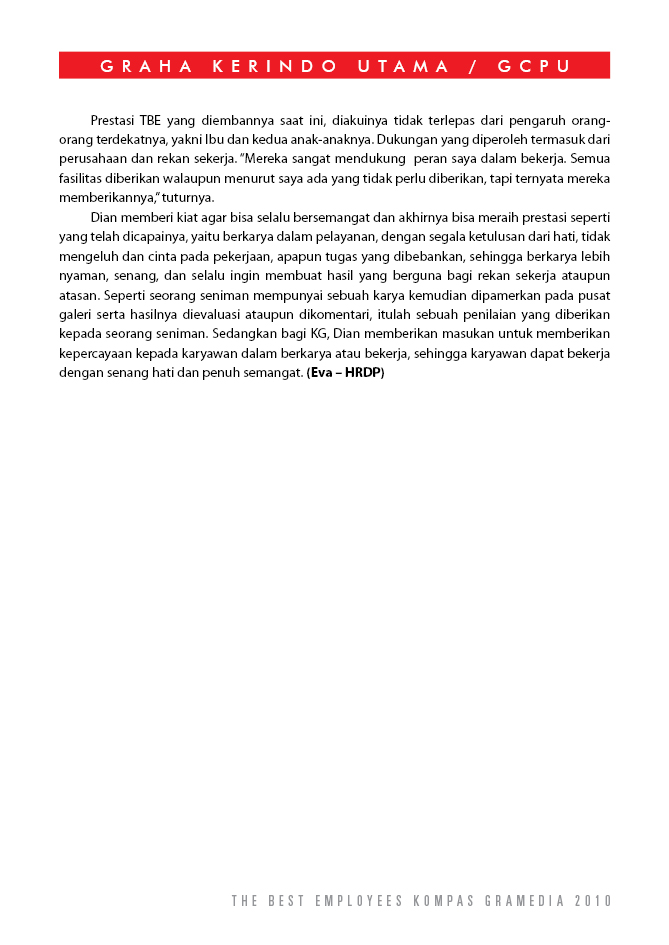 GRAHA KERINDO UTAMA / GCPU
Prestasi TBE yang diembannya saat ini, diakuinya tidak terlepas dari pengaruh orang-
orang terdekatnya, yakni Ibu dan kedua anak-anaknya. Dukungan yang diperoleh termasuk dari
perusahaan dan rekan sekerja. “Mereka sangat mendukung peran saya dalam bekerja. Semua
fasilitas diberikan walaupun menurut saya ada yang tidak perlu diberikan, tapi ternyata mereka
memberikannya,” tuturnya.
Dian memberi kiat agar bisa selalu bersemangat dan akhirnya bisa meraih prestasi seperti
yang telah dicapainya, yaitu berkarya dalam pelayanan, dengan segala ketulusan dari hati, tidak
mengeluh dan cinta pada pekerjaan, apapun tugas yang dibebankan, sehingga berkarya lebih
nyaman, senang, dan selalu ingin membuat hasil yang berguna bagi rekan sekerja ataupun
atasan. Seperti seorang seniman mempunyai sebuah karya kemudian dipamerkan pada pusat
galeri serta hasilnya dievaluasi ataupun dikomentari, itulah sebuah penilaian yang diberikan
kepada seorang seniman. Sedangkan bagi KG, Dian memberikan masukan untuk memberikan
kepercayaan kepada karyawan dalam berkarya atau bekerja, sehingga karyawan dapat bekerja
dengan senang hati dan penuh semangat. (Eva – HRDP)
THE BEST EMPLOYEES KOMPAS GRAMEDIA 2010